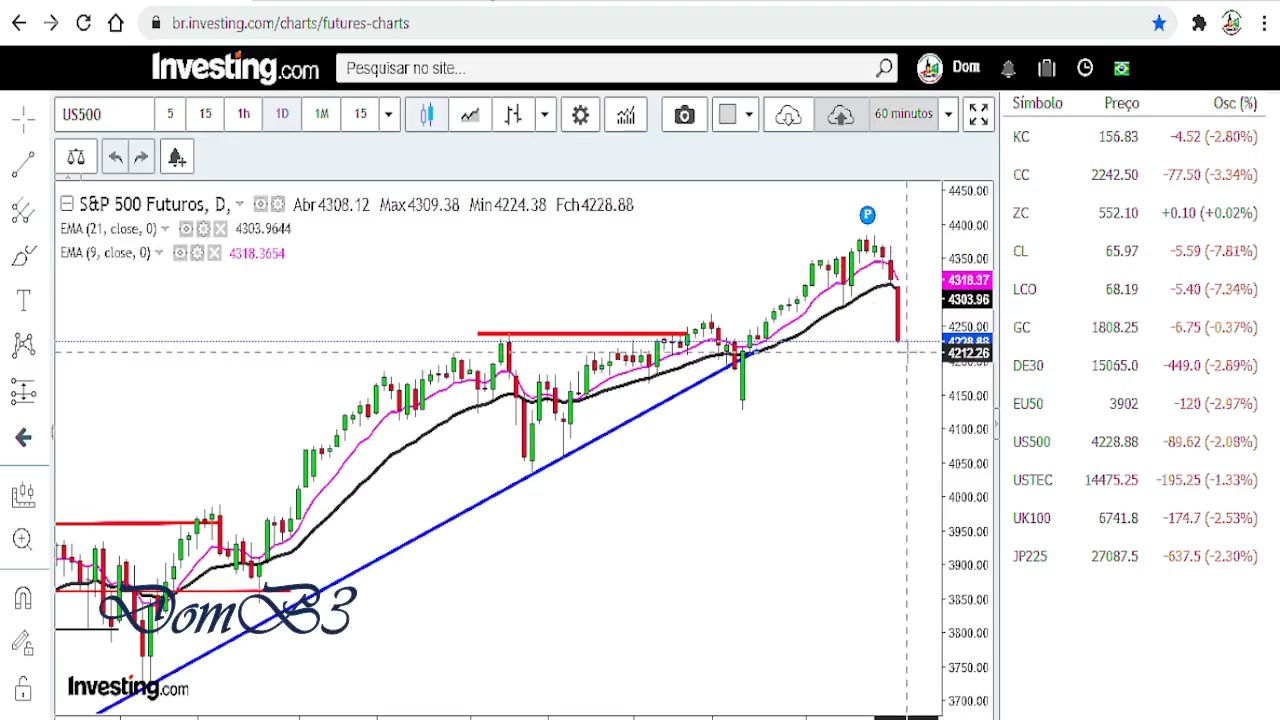 br.investing.com/charts/futures-charts
Investing.com
Pesquisar no site...
Dom
US500 5 15 1h 1D 1M 15 60 minutos
S&P 500 Futuros, D, Abr4308.12 Max4309.38 Min4224.38 Fch4228.88
EMA (21, close, 0) 4303.9644
EMA (9, close, 0) 4318.3654
P
4450.00
4400.00
4350.00
4318.37
4303.96
4250.00
4228.88
4212.26
4150.00
4100.00
4050.00
4000.00
3950.00
3900.00
3850.00
3800.00
3750.00
3700.00
DomB3
Investing.com
Símbolo Preço Osc (%)
KC 156.83 -4.52 (-2.80%)
CC 2242.50 -77.50 (-3.34%)
ZC 552.10 +0.10 (+0.02%)
CL 65.97 -5.59 (-7.81%)
LCO 68.19 -5.40 (-7.34%)
GC 1808.25 -6.75 (-0.37%)
DE30 15065.0 -449.0 (-2.89%)
EU50 3902 -120 (-2.97%)
US500 4228.88 -89.62 (-2.08%)
USTEC 14475.25 -195.25 (-1.33%)
UK100 6741.8 -174.7 (-2.53%)
JP225 27087.5 -637.5 (-2.30%)